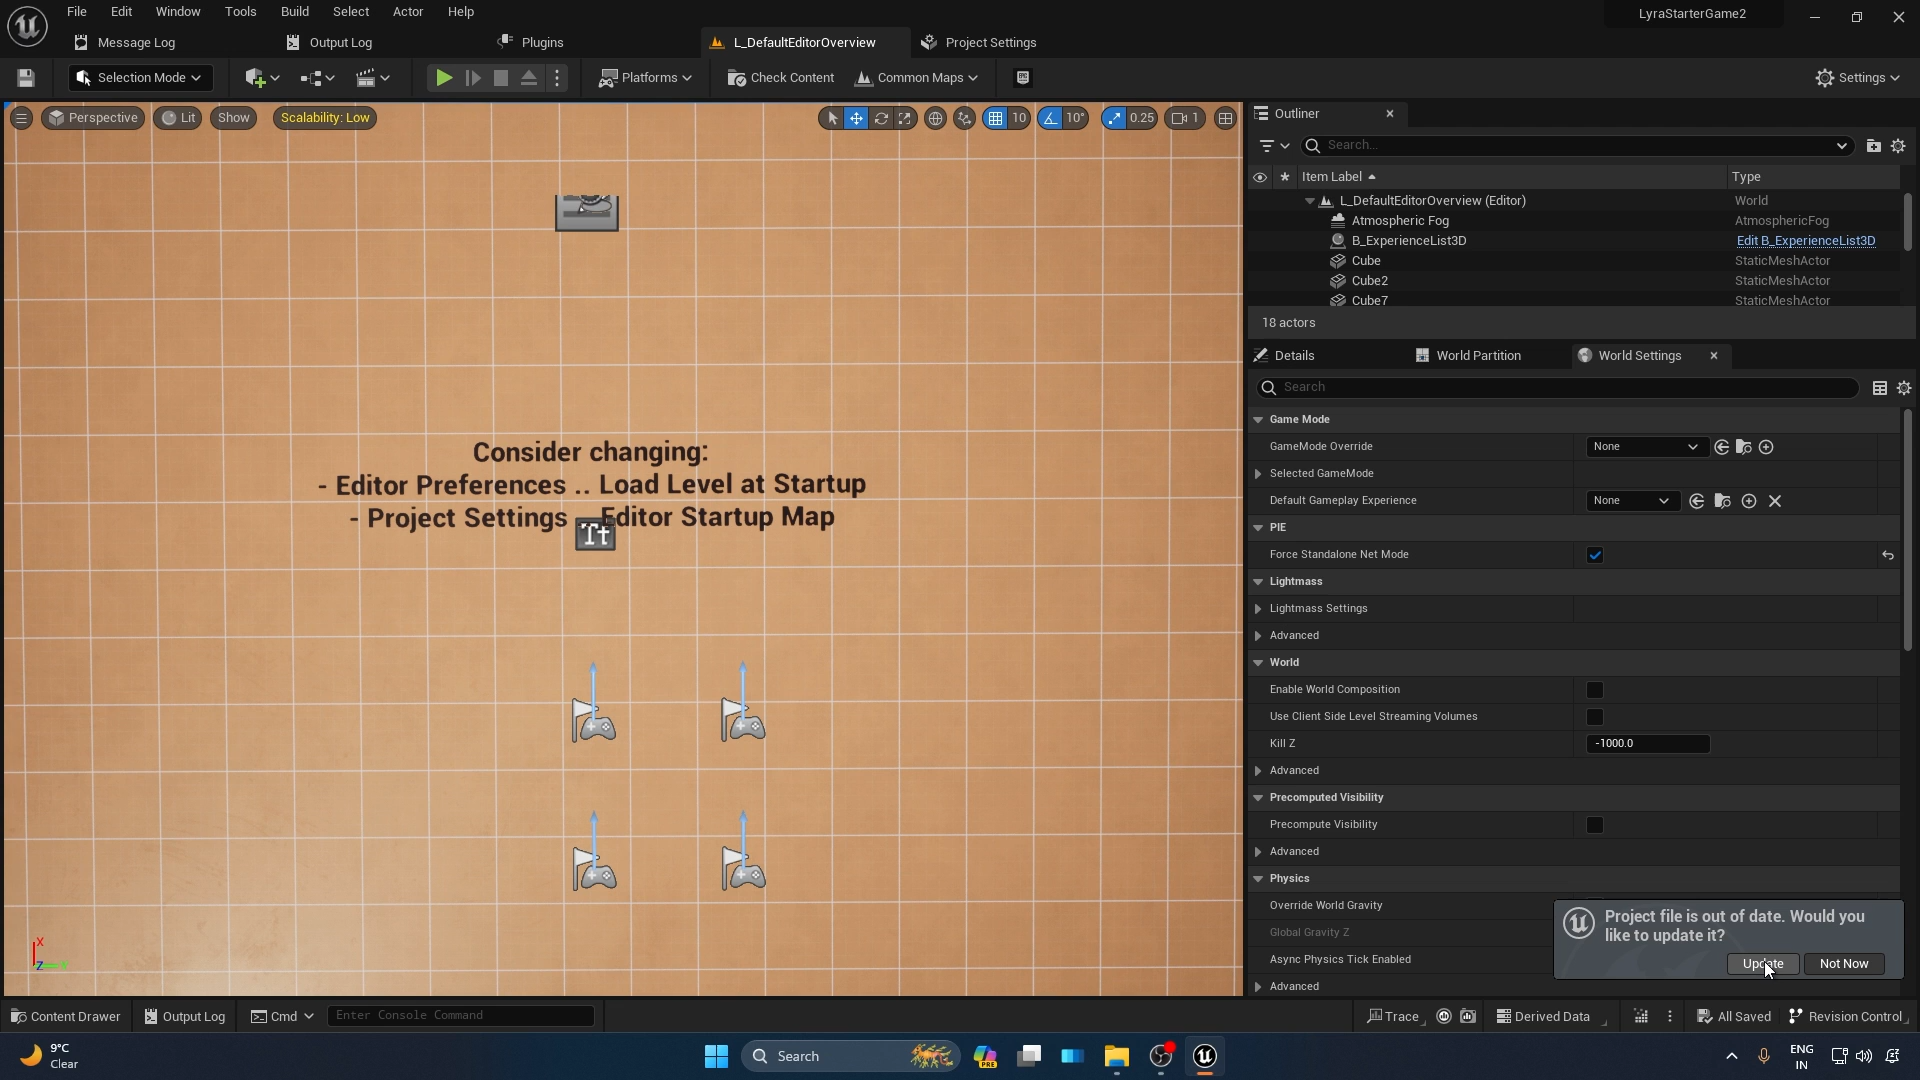 File Edit Window Tools Build Select Actor Help
LyraStarterGame2
Message Log
Output Log
Plugins
L_DefaultEditorOverview
Project Settings
Selection Mode
Platforms
Check Content
Common Maps
Settings
Perspective
Lit
Show
Scalability: Low
10
10°
0.25
1
Consider changing:
- Editor Preferences .. Load Level at Startup
- Project Settings Editor Startup Map
Tt
X
Z
Outliner
Search...
Item Label
Type
L_DefaultEditorOverview (Editor) World
Atmospheric Fog AtmosphericFog
B_ExperienceList3D Edit B_ExperienceList3D
Cube StaticMeshActor
Cube2 StaticMeshActor
Cube7 StaticMeshActor
18 actors
Details
World Partition
World Settings
Search
Game Mode
GameMode Override None
Selected GameMode
Default Gameplay Experience None
PIE
Force Standalone Net Mode
Lightmass
Lightmass Settings
Advanced
World
Enable World Composition
Use Client Side Level Streaming Volumes
Kill Z -1000.0
Advanced
Precomputed Visibility
Precompute Visibility
Advanced
Physics
Override World Gravity
Global Gravity Z
Async Physics Tick Enabled
Advanced
Project file is out of date. Would you
like to update it?
Update
Not Now
Content Drawer
Output Log
Cmd
Enter Console Command
Trace
Derived Data
All Saved
Revision Control
9°C
Clear
Search
PRE
ENG
IN